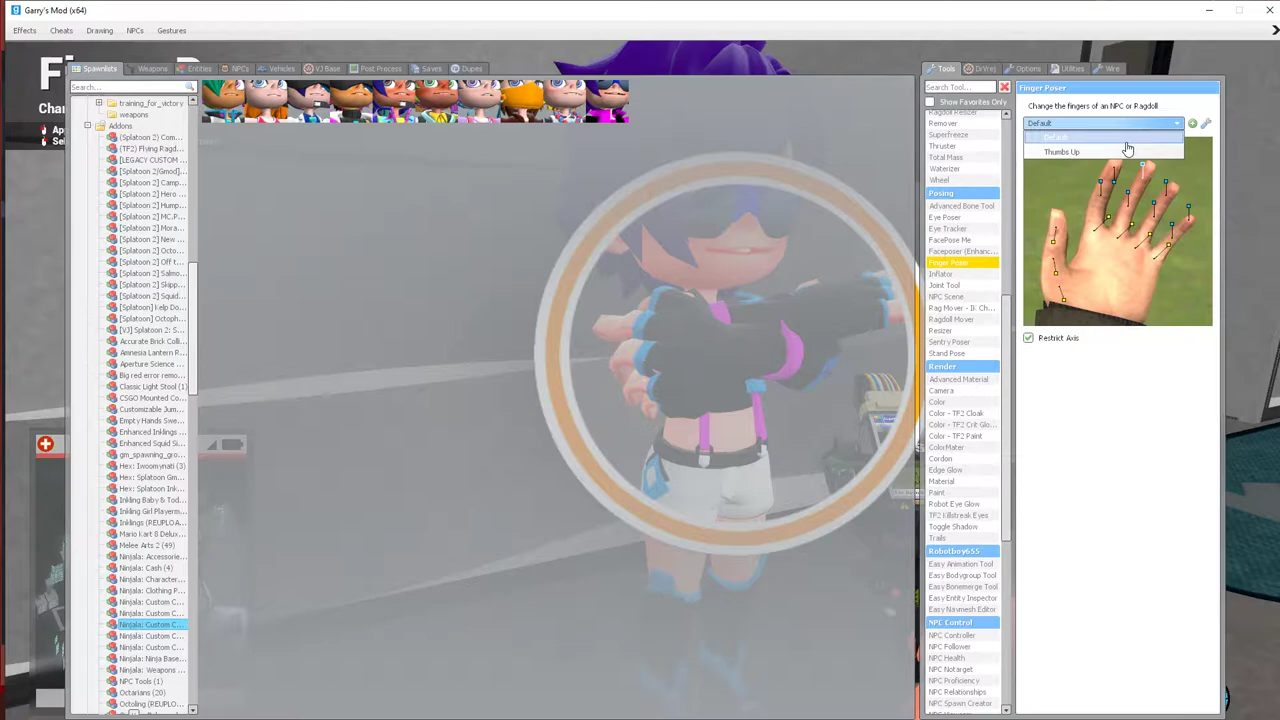 Garry's Mod (x64)
Effects
Cheats
Drawing
NPCs
Gestures
Spawnlists
Weapons
Entities
NPCs
Vehicles
VJ Base
Post Process
Saves
Dupes
Search...
training_for_victory
weapons
Addons
(Splatoon 2) Com...
(TF2) Flying Ragd...
[LEGACY CUSTOM ...
[Splatoon 2/Gmod]...
[Splatoon 2] Camp...
[Splatoon 2] Hero ...
[Splatoon 2] Hump...
[Splatoon 2] MC.P...
[Splatoon 2] Mora...
[Splatoon 2] New ...
[Splatoon 2] Octo...
[Splatoon 2] Off t...
[Splatoon 2] Salmo...
[Splatoon 2] Skipp...
[Splatoon 2] Squid...
[Splatoon] Kelp Do...
[Splatoon] Octoph...
[VJ] Splatoon 2: S...
Accurate Brick Colli...
Amnesia Lantern R...
Aperture Science ...
Big red error remo...
Classic Light Stool (1)
CSGO Mounted Co...
Customizable Jum...
Empty Hands Swe...
Enhanced Inklings ...
Enhanced Squid Si...
gm_spawning_gro...
Hex: Iwoomynati (3)
Hex: Splatoon Gm...
Hex: Splatoon Ink...
Inkling Baby & Tod...
Inkling Girl Playerm...
Inklings (REUPLOA...
Mario Kart 8 Delux...
Melee Arts 2 (49)
Ninjala: Accessorie...
Ninjala: Cash (4)
Ninjala: Character...
Ninjala: Clothing P...
Ninjala: Custom C...
Ninjala: Custom C...
Ninjala: Custom C...
Ninjala: Custom C...
Ninjala: Custom C...
Ninjala: Ninja Base...
Ninjala: Weapons ...
NPC Tools (1)
Octarians (20)
Octoling (REUPLO...
Tools
DrVrej
Options
Utilities
Wire
Search Tool...
Show Favorites Only
Ragdoll Resizer
Remover
Superfreeze
Thruster
Total Mass
Waterizer
Wheel
Posing
Advanced Bone Tool
Eye Poser
Eye Tracker
FacePose Me
Faceposer (Enhanc...
Finger Poser
Inflator
Joint Tool
NPC Scene
Rag Mover - IK Ch...
Ragdoll Mover
Resizer
Sentry Poser
Stand Pose
Render
Advanced Material
Camera
Color
Color - TF2 Cloak
Color - TF2 Crit Glo...
Color - TF2 Paint
ColorMater
Cordon
Edge Glow
Material
Paint
Robot Eye Glow
TF2 Killstreak Eyes
Toggle Shadow
Trails
Robotboy655
Easy Animation Tool
Easy Bodygroup Tool
Easy Bonemerge Tool
Easy Entity Inspector
Easy Navmesh Editor
NPC Control
NPC Controller
NPC Follower
NPC Health
NPC Notarget
NPC Proficiency
NPC Relationships
NPC Spawn Creator
Finger Poser
Change the fingers of an NPC or Ragdoll
Default
Default
Thumbs Up
Restrict Axis